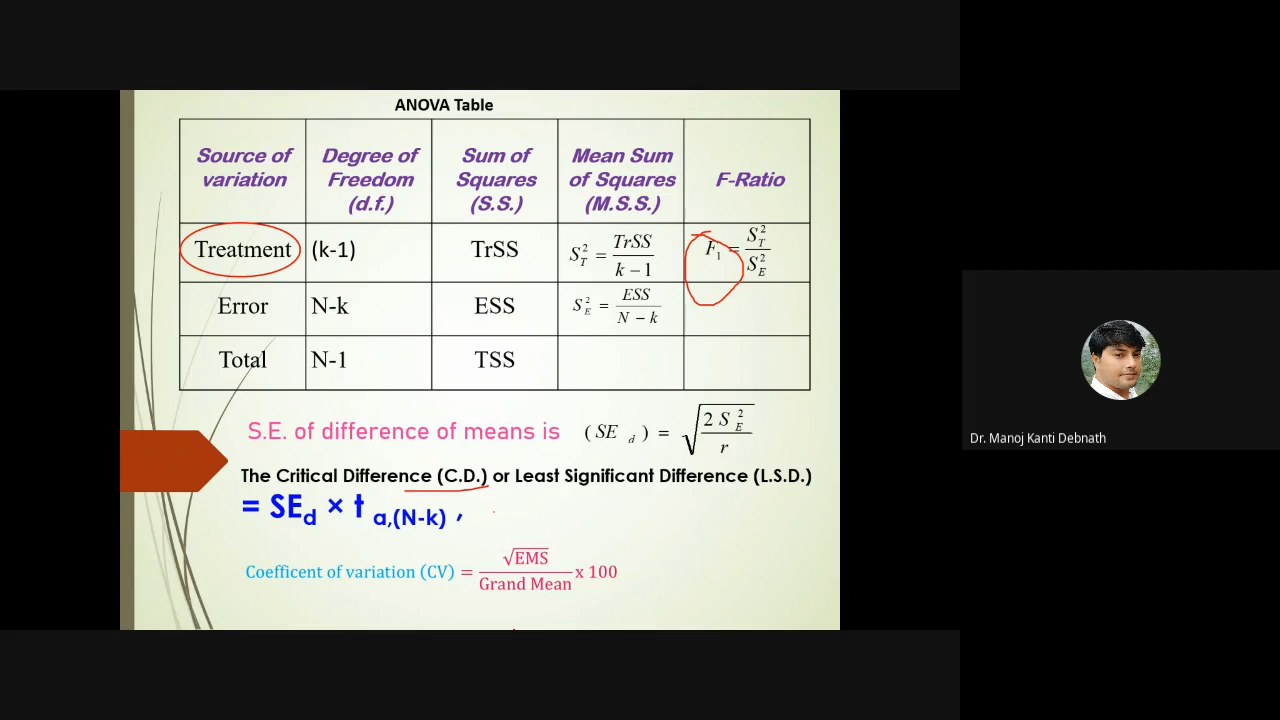 ANOVA Table
Source of variation
Degree of Freedom (d.f.)
Sum of Squares (S.S.)
Mean Sum of Squares (M.S.S.)
F-Ratio
Treatment (k-1) TrSS S_T^2 = TrSS / k − 1 F_1 = S_T^2 / S_E^2
Error N-k ESS S_E^2 = ESS / N − k
Total N-1 TSS
S.E. of difference of means is (SE_d) = √(2 S_E^2 / r)
The Critical Difference (C.D.) or Least Significant Difference (L.S.D.)
= SE_d × t_a,(N-k) ,
Coefficent of variation (CV) = √EMS / Grand Mean x 100
Dr. Manoj Kanti Debnath